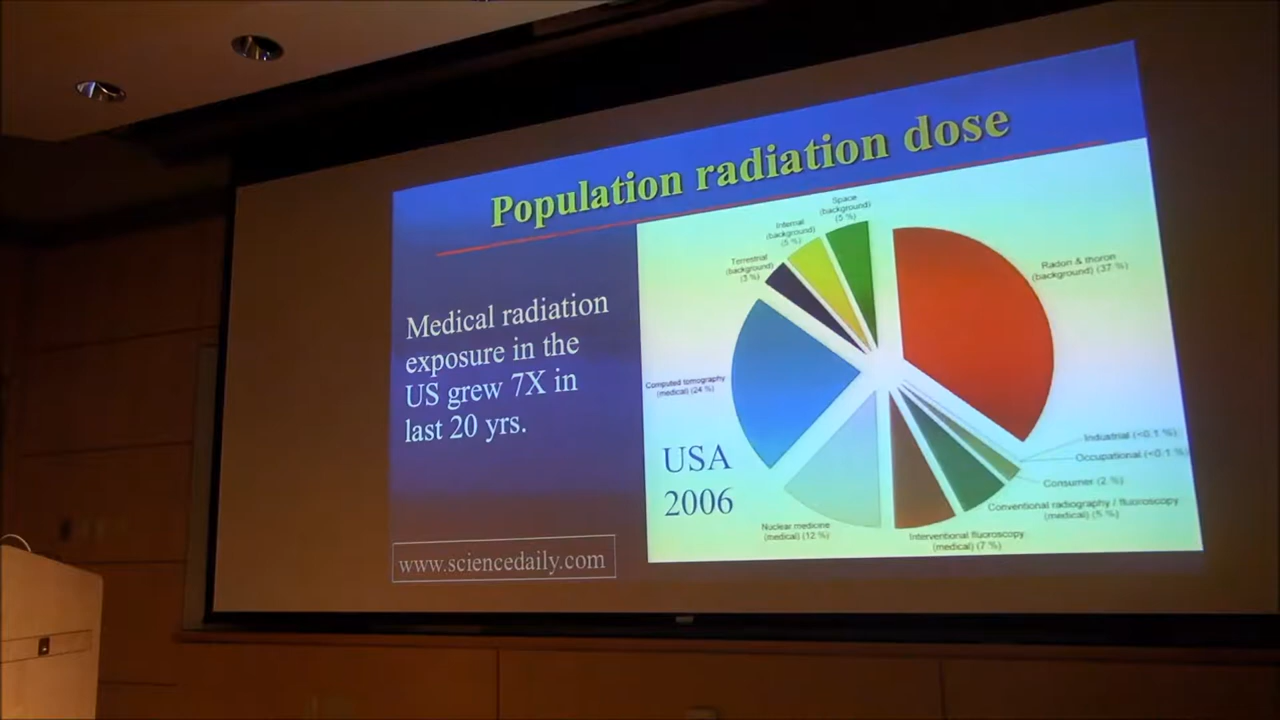 Population radiation dose
Medical radiation
exposure in the
US grew 7X in
last 20 yrs.
www.sciencedaily.com
USA
2006
Space
(background)
(5 %)
Internal
(background)
(5 %)
Terrestrial
(background)
(3 %)
Radon & thoron
(background) (37 %)
Computed tomography
(medical) (24 %)
Industrial (<0.1 %)
Occupational (<0.1 %)
Consumer (2 %)
Conventional radiography / fluoroscopy
(medical) (5 %)
Nuclear medicine
(medical) (12 %)
Interventional fluoroscopy
(medical) (7 %)